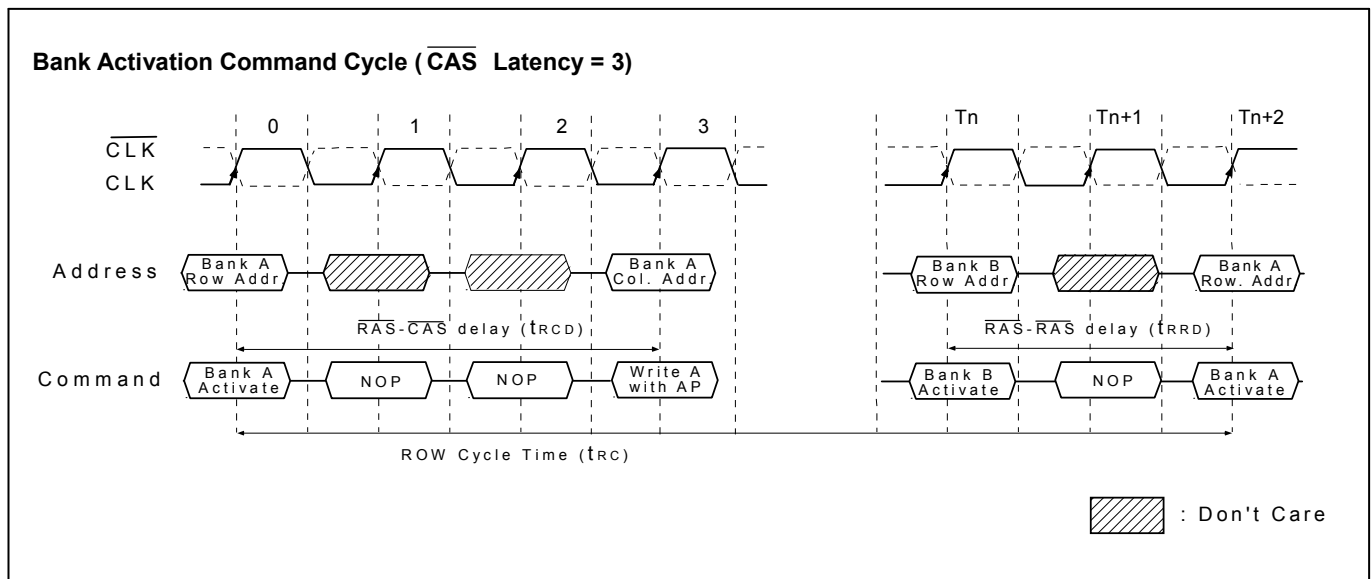 Bank Activation Command Cycle ( CAS Latency = 3)
0 1 2 3 Tn Tn+1 Tn+2
CLK
CLK
Address
Bank A
Row Addr.
Bank A
Col. Addr.
Bank B
Row Addr
Bank A
Row. Addr
RAS-CAS delay (tRCD)
RAS-RAS delay (tRRD)
Command
Bank A
Activate
NOP
NOP
Write A
with AP
Bank B
Activate
NOP
Bank A
Activate
ROW Cycle Time (tRC)
: Don't Care